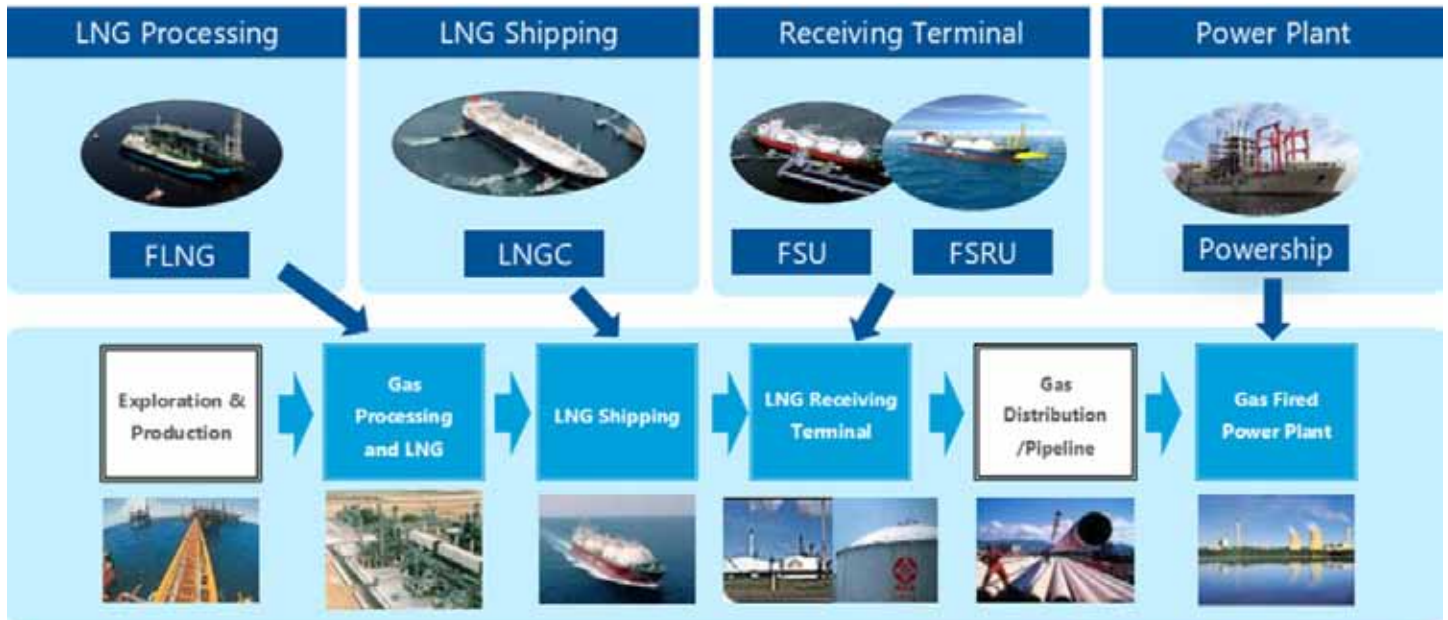 LNG Processing
LNG Shipping
Receiving Terminal
Power Plant
FLNG
LNGC
FSU
FSRU
Powership
Exploration &
Production
Gas
Processing
and LNG
LNG Shipping
LNG Receiving
Terminal
Gas
Distribution
/Pipeline
Gas Fired
Power Plant